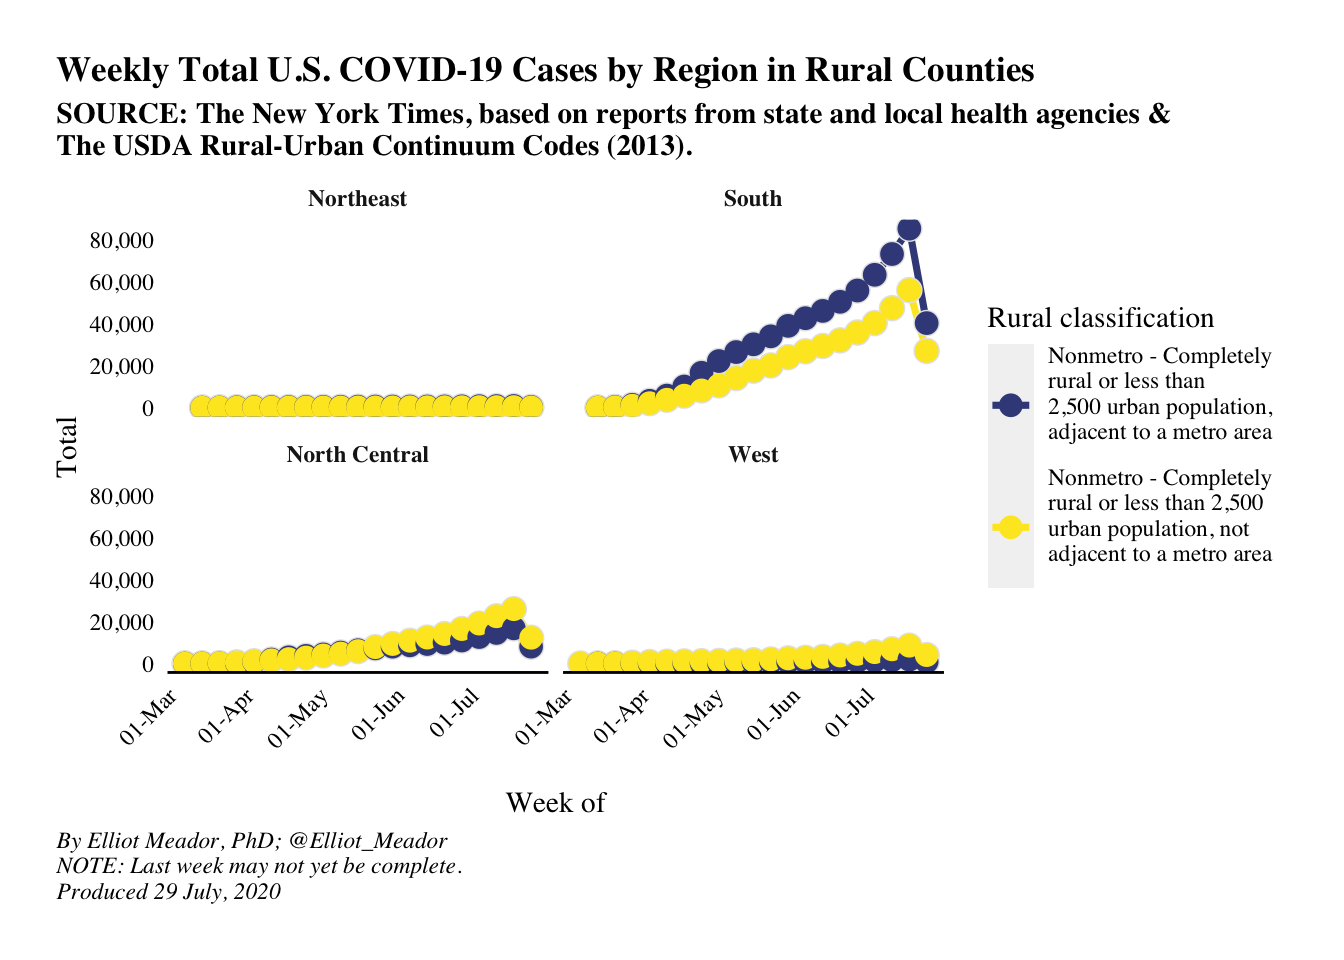 Weekly Total U.S. COVID-19 Cases by Region in Rural Counties
SOURCE: The New York Times, based on reports from state and local health agencies &
The USDA Rural-Urban Continuum Codes (2013).
Northeast
South
80,000
60,000
40,000
20,000
0
North Central
West
80,000
60,000
40,000
20,000
0
Total
01-Mar
01-Apr
01-May
01-Jun
01-Jul
01-Mar
01-Apr
01-May
01-Jun
01-Jul
Week of
Rural classification
Nonmetro - Completely
rural or less than
2,500 urban population,
adjacent to a metro area
Nonmetro - Completely
rural or less than 2,500
urban population, not
adjacent to a metro area
By Elliot Meador, PhD; @Elliot_Meador
NOTE: Last week may not yet be complete.
Produced 29 July, 2020